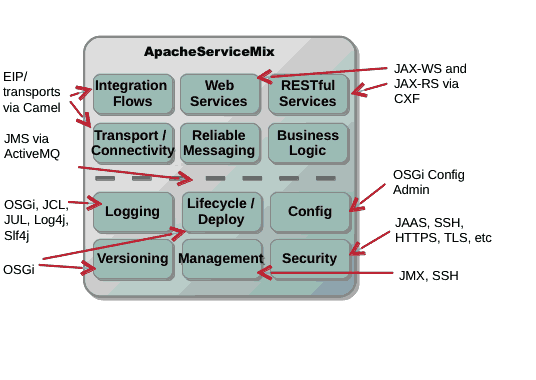 ApacheServiceMix
EIP/
transports
via Camel
JAX-WS and
JAX-RS via
CXF
Integration
Flows
Web
Services
RESTful
Services
JMS via
ActiveMQ
Transport /
Connectivity
Reliable
Messaging
Business
Logic
OSGi Config
Admin
OSGi, JCL,
JUL, Log4j,
Slf4j
Logging
Lifecycle /
Deploy
Config
JAAS, SSH,
HTTPS, TLS, etc
OSGi
Versioning
Management
Security
JMX, SSH